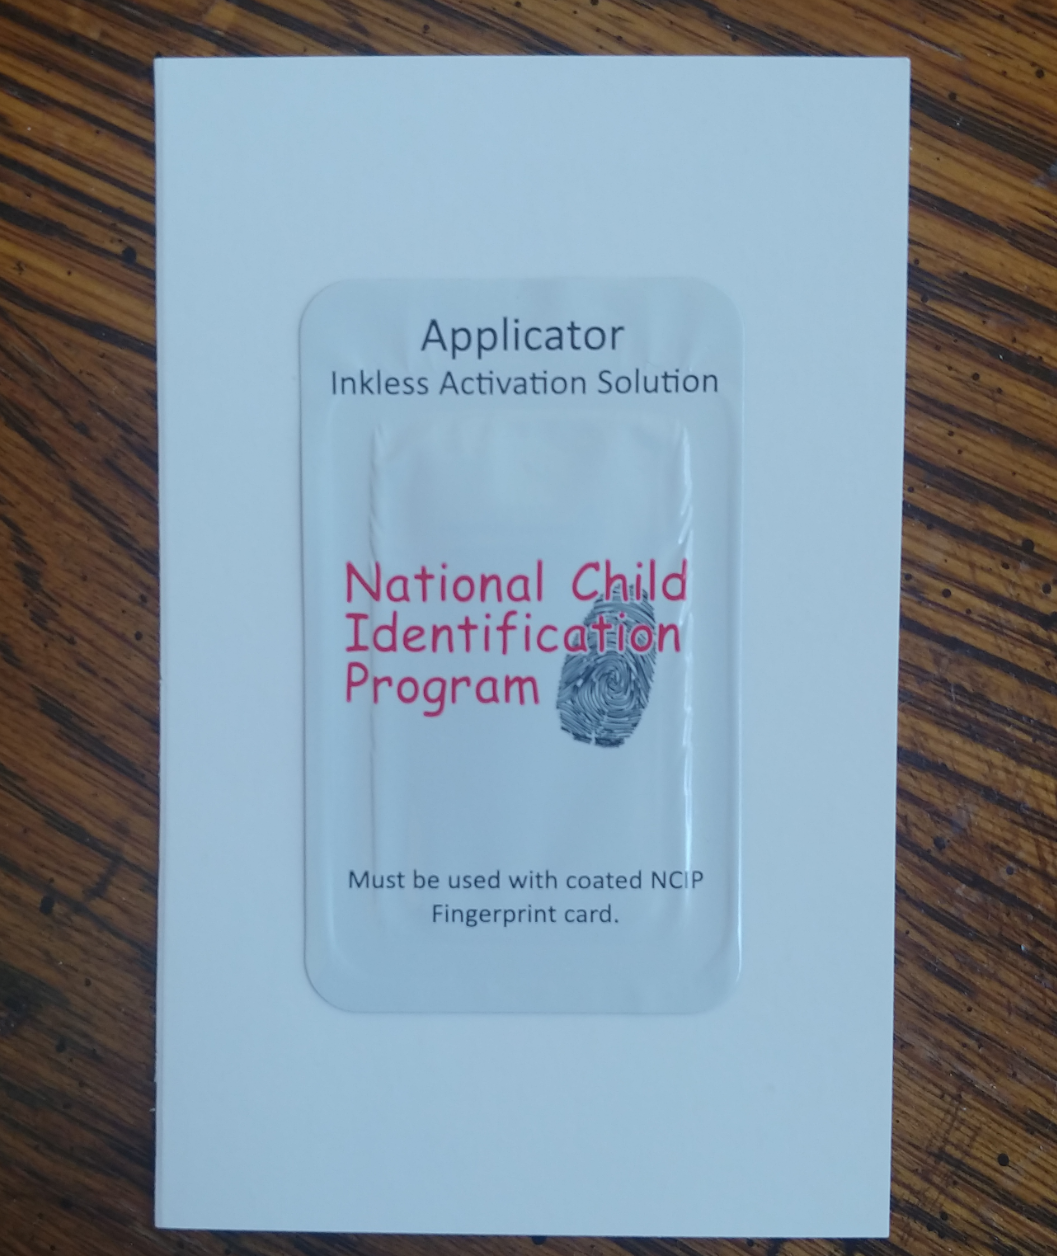 Applicator
Inkless Activation Solution
National Child
Identification
Program
Must be used with coated NCIP
Fingerprint card.